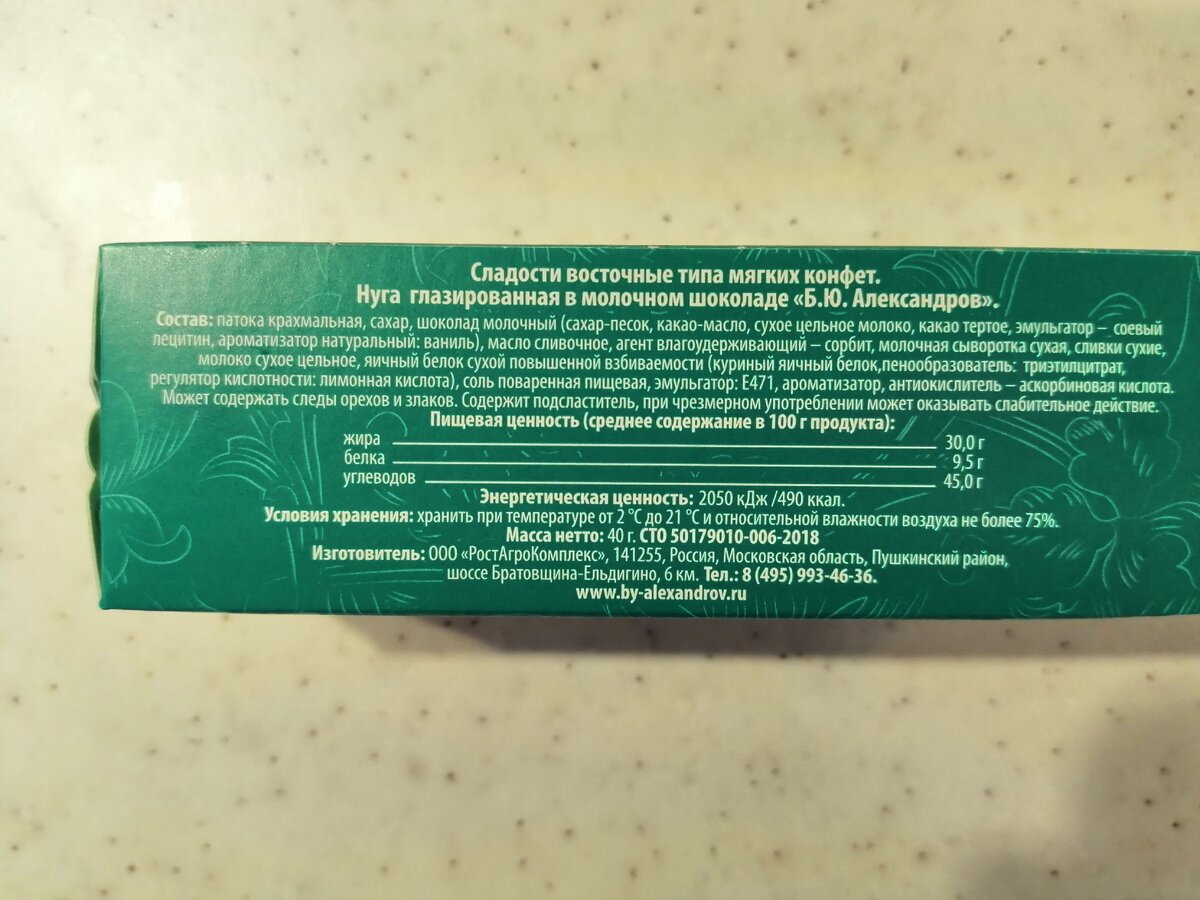 Сладости восточные типа мягких конфет.
Нуга глазированная в молочном шоколаде «Б.Ю. Александров».
Состав: патока крахмальная, сахар, шоколад молочный (сахар-песок, какао-масло, сухое цельное молоко, какао тертое, эмульгатор – соевый
лецитин, ароматизатор натуральный: ваниль), масло сливочное, агент влагоудерживающий – сорбит, молочная сыворотка сухая, сливки сухие,
молоко сухое цельное, яичный белок сухой повышенной взбиваемости (куриный яичный белок,пенообразователь: триэтилцитрат,
регулятор кислотности: лимонная кислота), соль поваренная пищевая, эмульгатор: Е471, ароматизатор, антиокислитель – аскорбиновая кислота.
Может содержать следы орехов и злаков. Содержит подсластитель, при чрезмерном употреблении может оказывать слабительное действие.
Пищевая ценность (среднее содержание в 100 г продукта):
жира 30,0 г
белка 9,5 г
углеводов 45,0 г
Энергетическая ценность: 2050 кДж /490 ккал.
Условия хранения: хранить при температуре от 2 °С до 21 °С и относительной влажности воздуха не более 75%.
Масса нетто: 40 г. СТО 50179010-006-2018
Изготовитель: ООО «РостАгроКомплекс», 141255, Россия, Московская область, Пушкинский район,
шоссе Братовщина-Ельдигино, 6 км. Тел.: 8 (495) 993-46-36.
www.by-alexandrov.ru